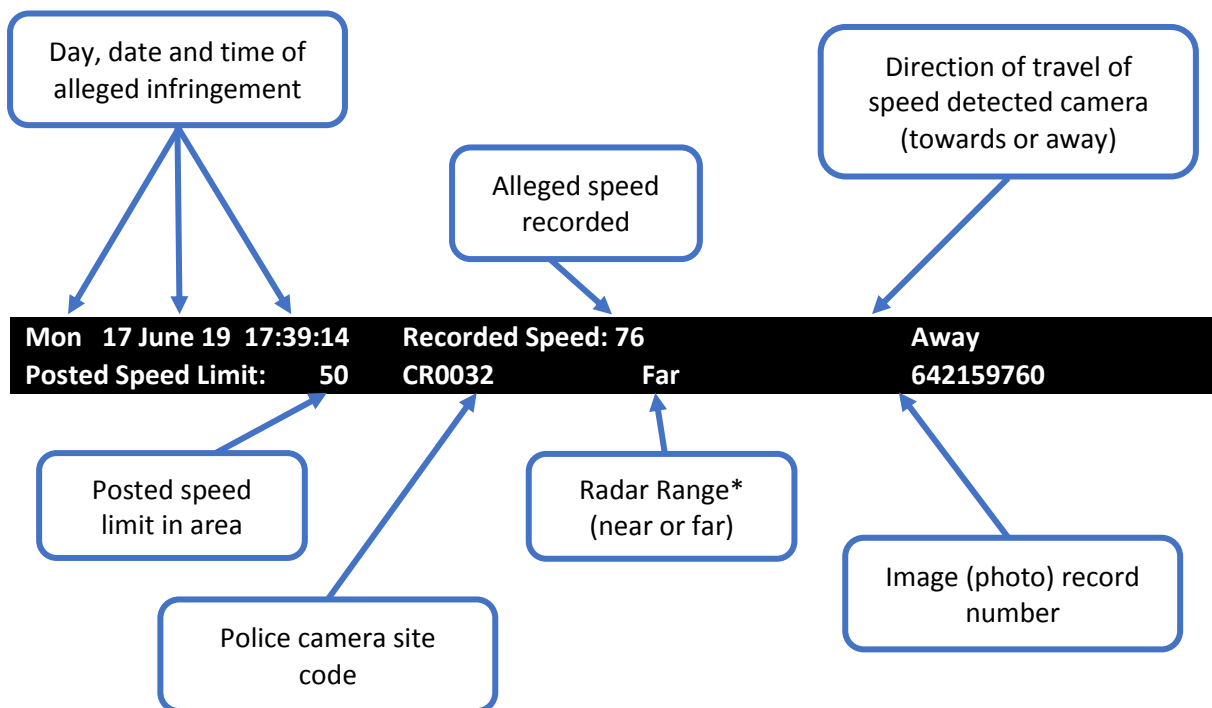 Day, date and time of
alleged infringement
Direction of travel of
speed detected camera
(towards or away)
Alleged speed
recorded
Mon 17 June 19 17:39:14 Recorded Speed: 76 Away
Posted Speed Limit: 50 CR0032 Far 642159760
Posted speed
limit in area
Radar Range*
(near or far)
Image (photo) record
number
Police camera site
code